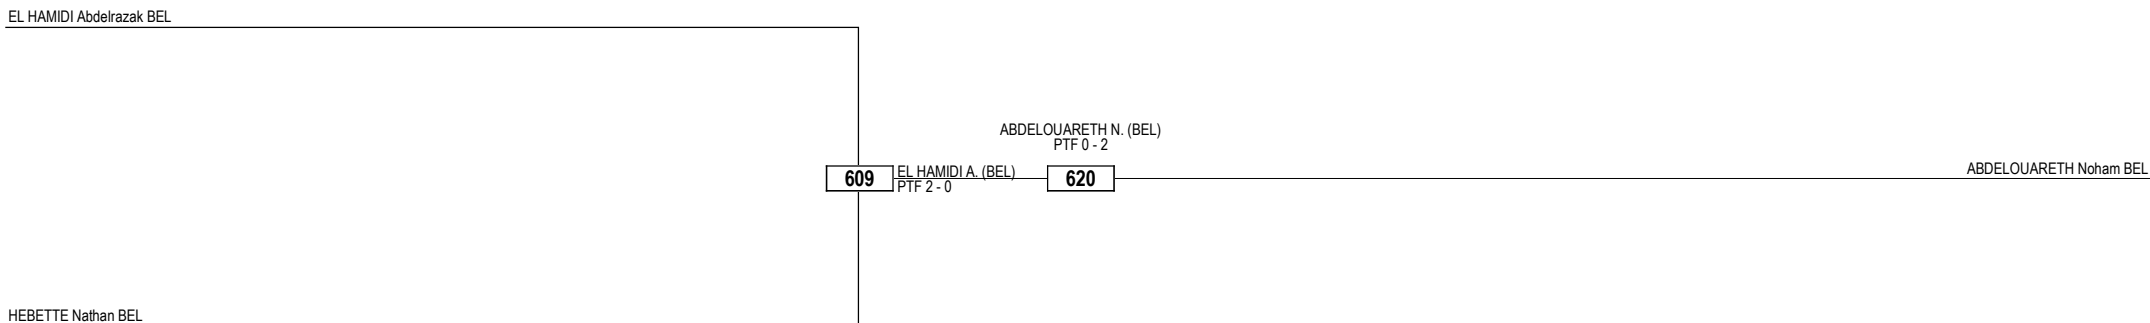 EL HAMIDI Abdelrazak BEL
ABDELOUARETH N. (BEL)
PTF 0 - 2
609
EL HAMIDI A. (BEL)
PTF 2 - 0
620
ABDELOUARETH Noham BEL
HEBETTE Nathan BEL